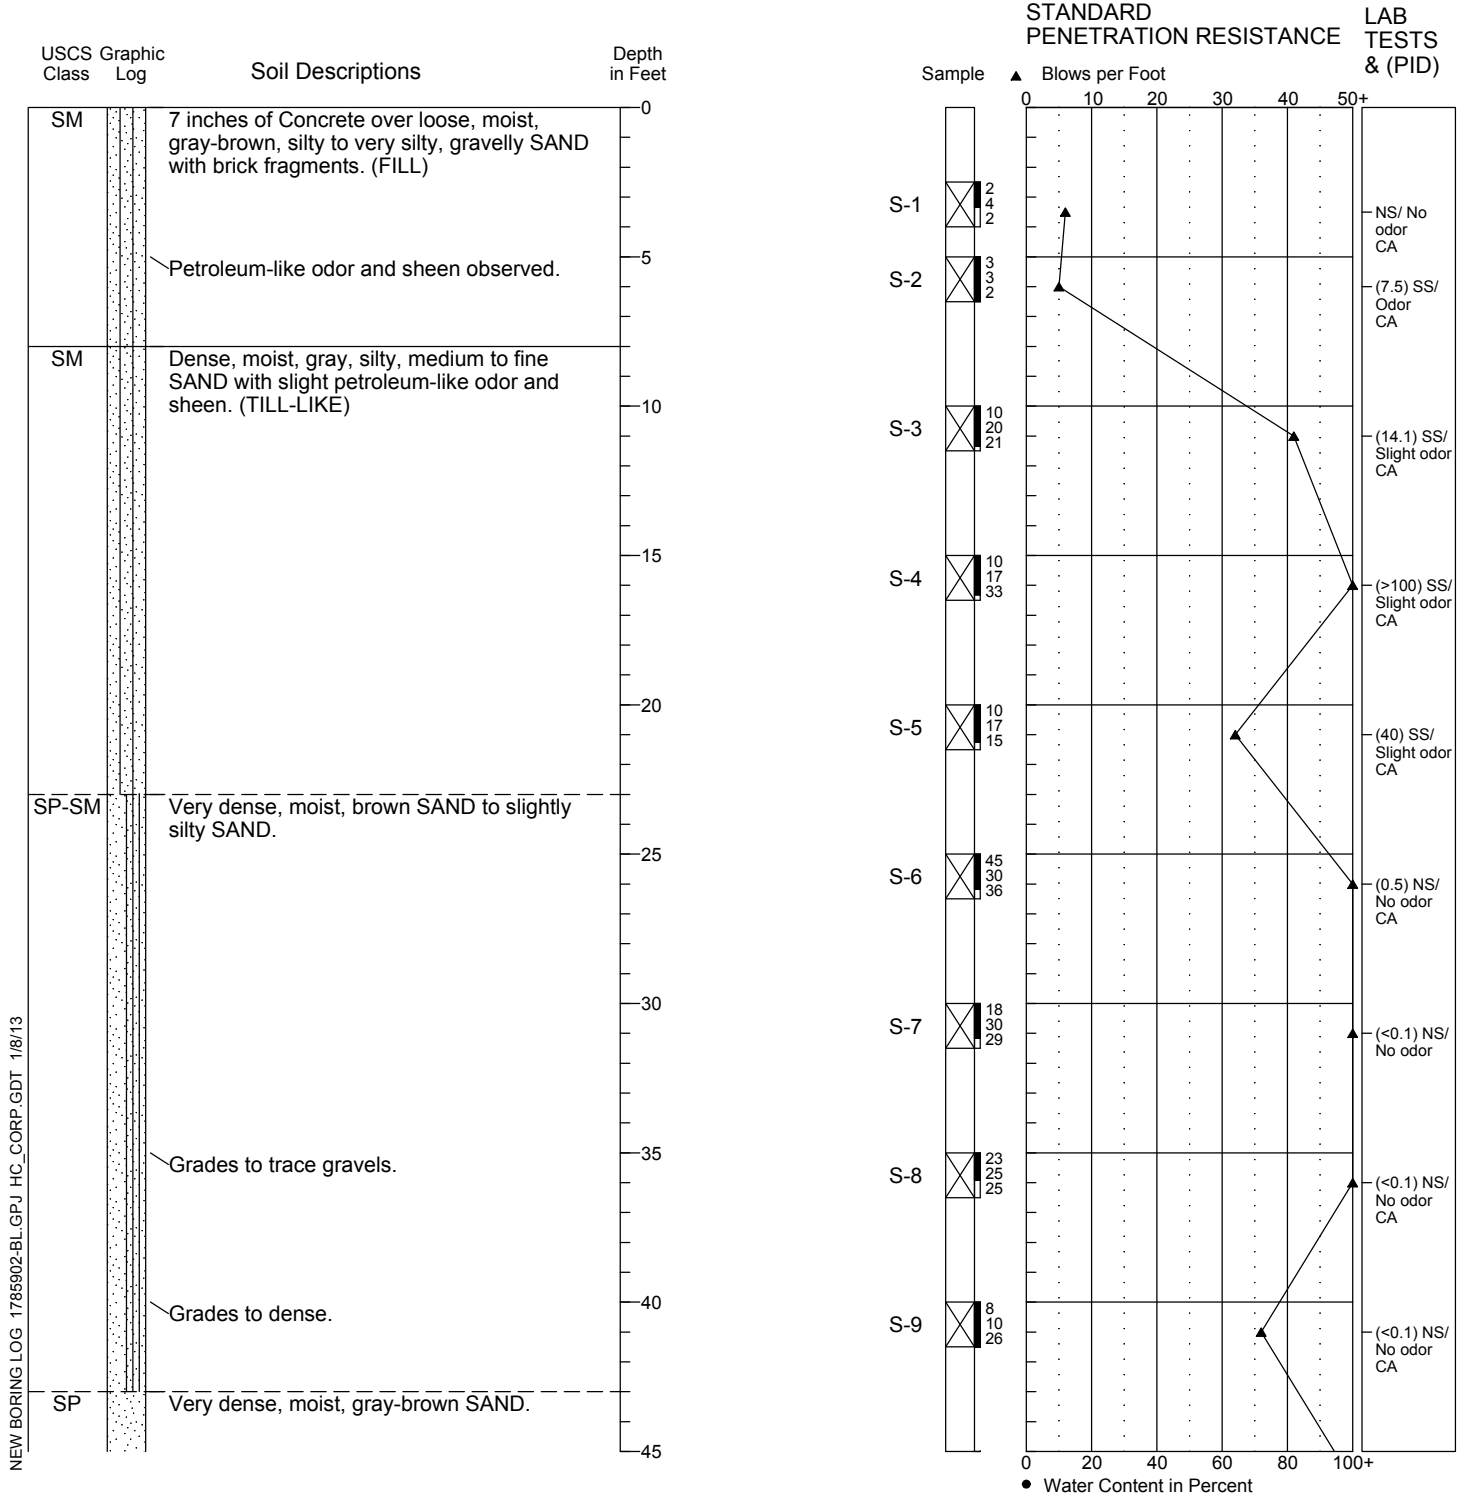 STANDARD
PENETRATION RESISTANCE
LAB
TESTS
& (PID)
USCS Graphic
Class Log
Soil Descriptions
Depth
in Feet
Sample
▲ Blows per Foot
0 10 20 30 40 50+
SM
7 inches of Concrete over loose, moist,
gray-brown, silty to very silty, gravelly SAND
with brick fragments. (FILL)
0
S-1
2
4
2
NS/ No
odor
CA
Petroleum-like odor and sheen observed.
5
S-2
3
3
2
(7.5) SS/
Odor
CA
SM
Dense, moist, gray, silty, medium to fine
SAND with slight petroleum-like odor and
sheen. (TILL-LIKE)
10
S-3
10
20
21
(14.1) SS/
Slight odor
CA
15
S-4
10
17
33
(>100) SS/
Slight odor
CA
20
S-5
10
17
15
(40) SS/
Slight odor
CA
SP-SM
Very dense, moist, brown SAND to slightly
silty SAND.
25
S-6
45
30
36
(0.5) NS/
No odor
CA
30
S-7
18
30
29
(<0.1) NS/
No odor
Grades to trace gravels.
35
S-8
23
25
25
(<0.1) NS/
No odor
CA
Grades to dense.
40
S-9
8
10
26
(<0.1) NS/
No odor
CA
SP
Very dense, moist, gray-brown SAND.
45
0 20 40 60 80 100+
● Water Content in Percent
NEW BORING LOG 1785902-BL.GPJ HC_CORP.GDT 1/8/13